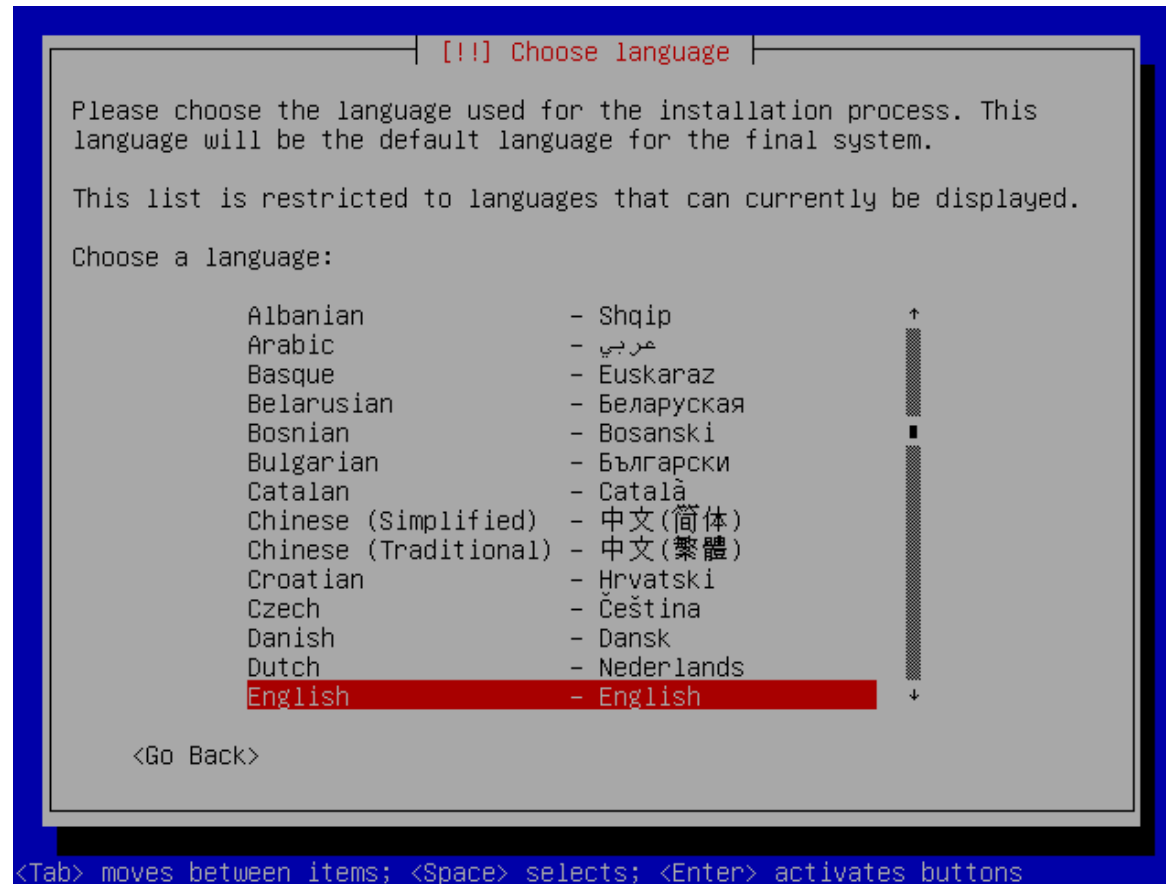 [!!] Choose language
Please choose the language used for the installation process. This
language will be the default language for the final system.
This list is restricted to languages that can currently be displayed.
Choose a language:
Albanian - Shqip
Arabic - عربي
Basque - Euskaraz
Belarusian - Беларуская
Bosnian - Bosanski
Bulgarian - Български
Catalan - Català
Chinese (Simplified) - 中文(简体)
Chinese (Traditional) - 中文(繁體)
Croatian - Hrvatski
Czech - Čeština
Danish - Dansk
Dutch - Nederlands
English - English
<Go Back>
<Tab> moves between items; <Space> selects; <Enter> activates buttons